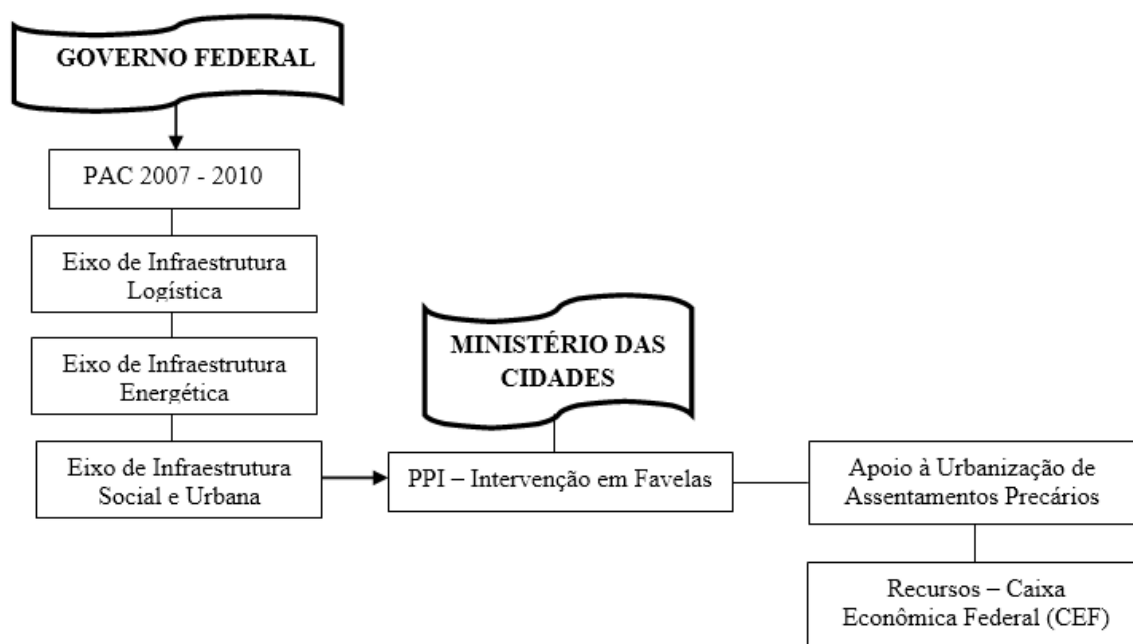 GOVERNO FEDERAL
PAC 2007 - 2010
Eixo de Infraestrutura
Logística
Eixo de Infraestrutura
Energética
Eixo de Infraestrutura
Social e Urbana
MINISTÉRIO DAS
CIDADES
PPI – Intervenção em Favelas
Apoio à Urbanização de
Assentamentos Precários
Recursos – Caixa
Econômica Federal (CEF)